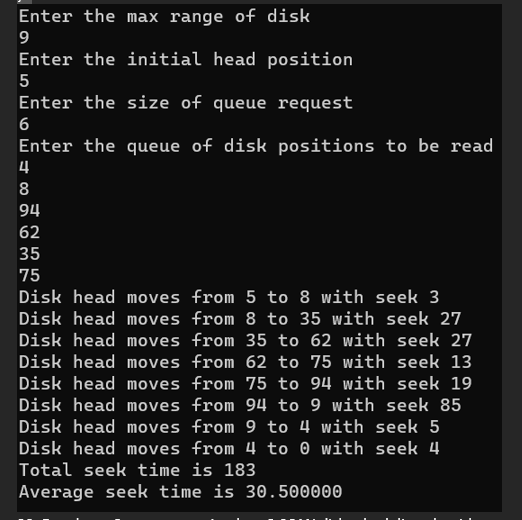 Enter the max range of disk
9
Enter the initial head position
5
Enter the size of queue request
6
Enter the queue of disk positions to be read
4
8
94
62
35
75
Disk head moves from 5 to 8 with seek 3
Disk head moves from 8 to 35 with seek 27
Disk head moves from 35 to 62 with seek 27
Disk head moves from 62 to 75 with seek 13
Disk head moves from 75 to 94 with seek 19
Disk head moves from 94 to 9 with seek 85
Disk head moves from 9 to 4 with seek 5
Disk head moves from 4 to 0 with seek 4
Total seek time is 183
Average seek time is 30.500000